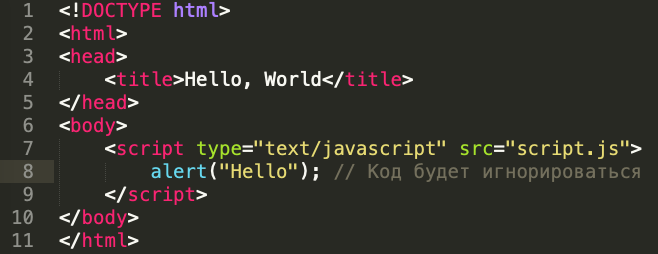 1 <!DOCTYPE html>
2 <html>
3 <head>
4     <title>Hello, World</title>
5 </head>
6 <body>
7     <script type="text/javascript" src="script.js">
8         alert("Hello"); // Код будет игнорироваться
9     </script>
10 </body>
11 </html>